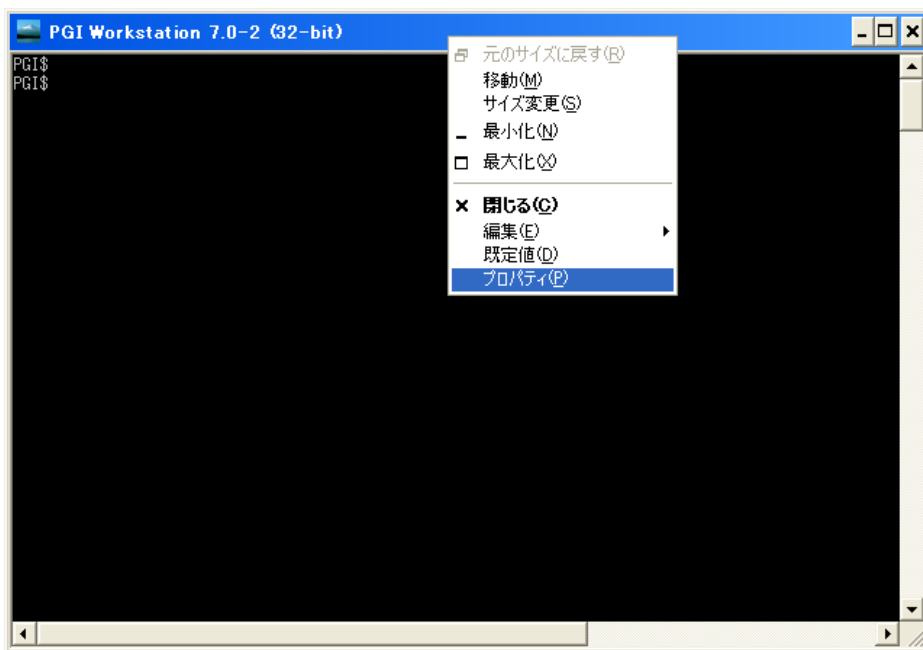 PGI Workstation 7.0-2 (32-bit)
PGI$
PGI$
元のサイズに戻す(R)
移動(M)
サイズ変更(S)
最小化(N)
最大化(X)
閉じる(C)
編集(E)
既定値(D)
プロパティ(P)